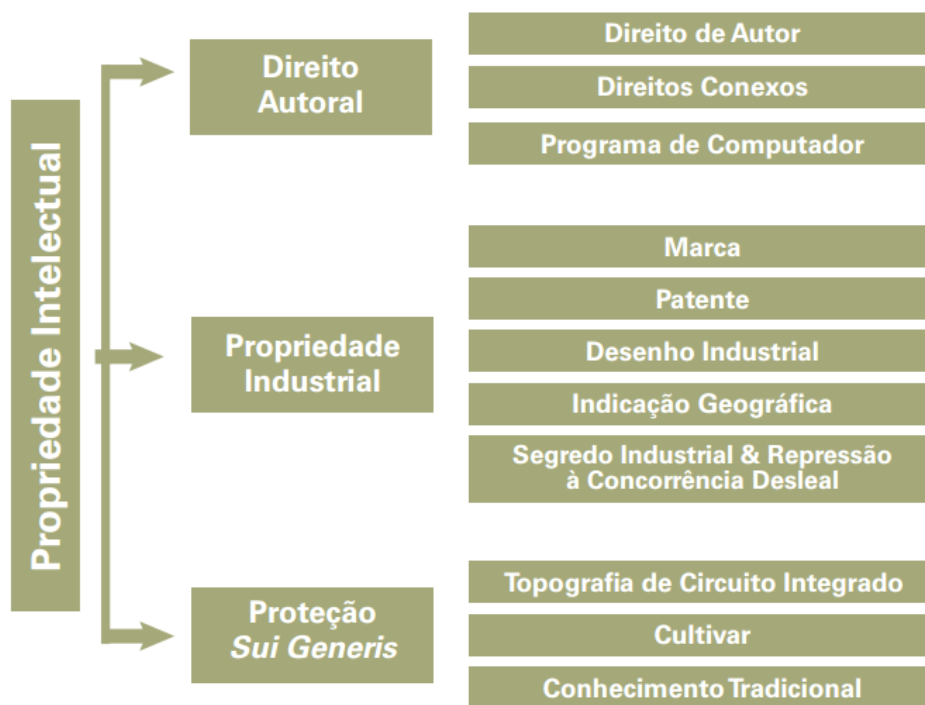 Propriedade Intelectual
Direito
Autoral
Direito de Autor
Direitos Conexos
Programa de Computador
Propriedade
Industrial
Marca
Patente
Desenho Industrial
Indicação Geográfica
Segredo Industrial & Repressão
à Concorrência Desleal
Proteção
Sui Generis
Topografia de Circuito Integrado
Cultivar
Conhecimento Tradicional